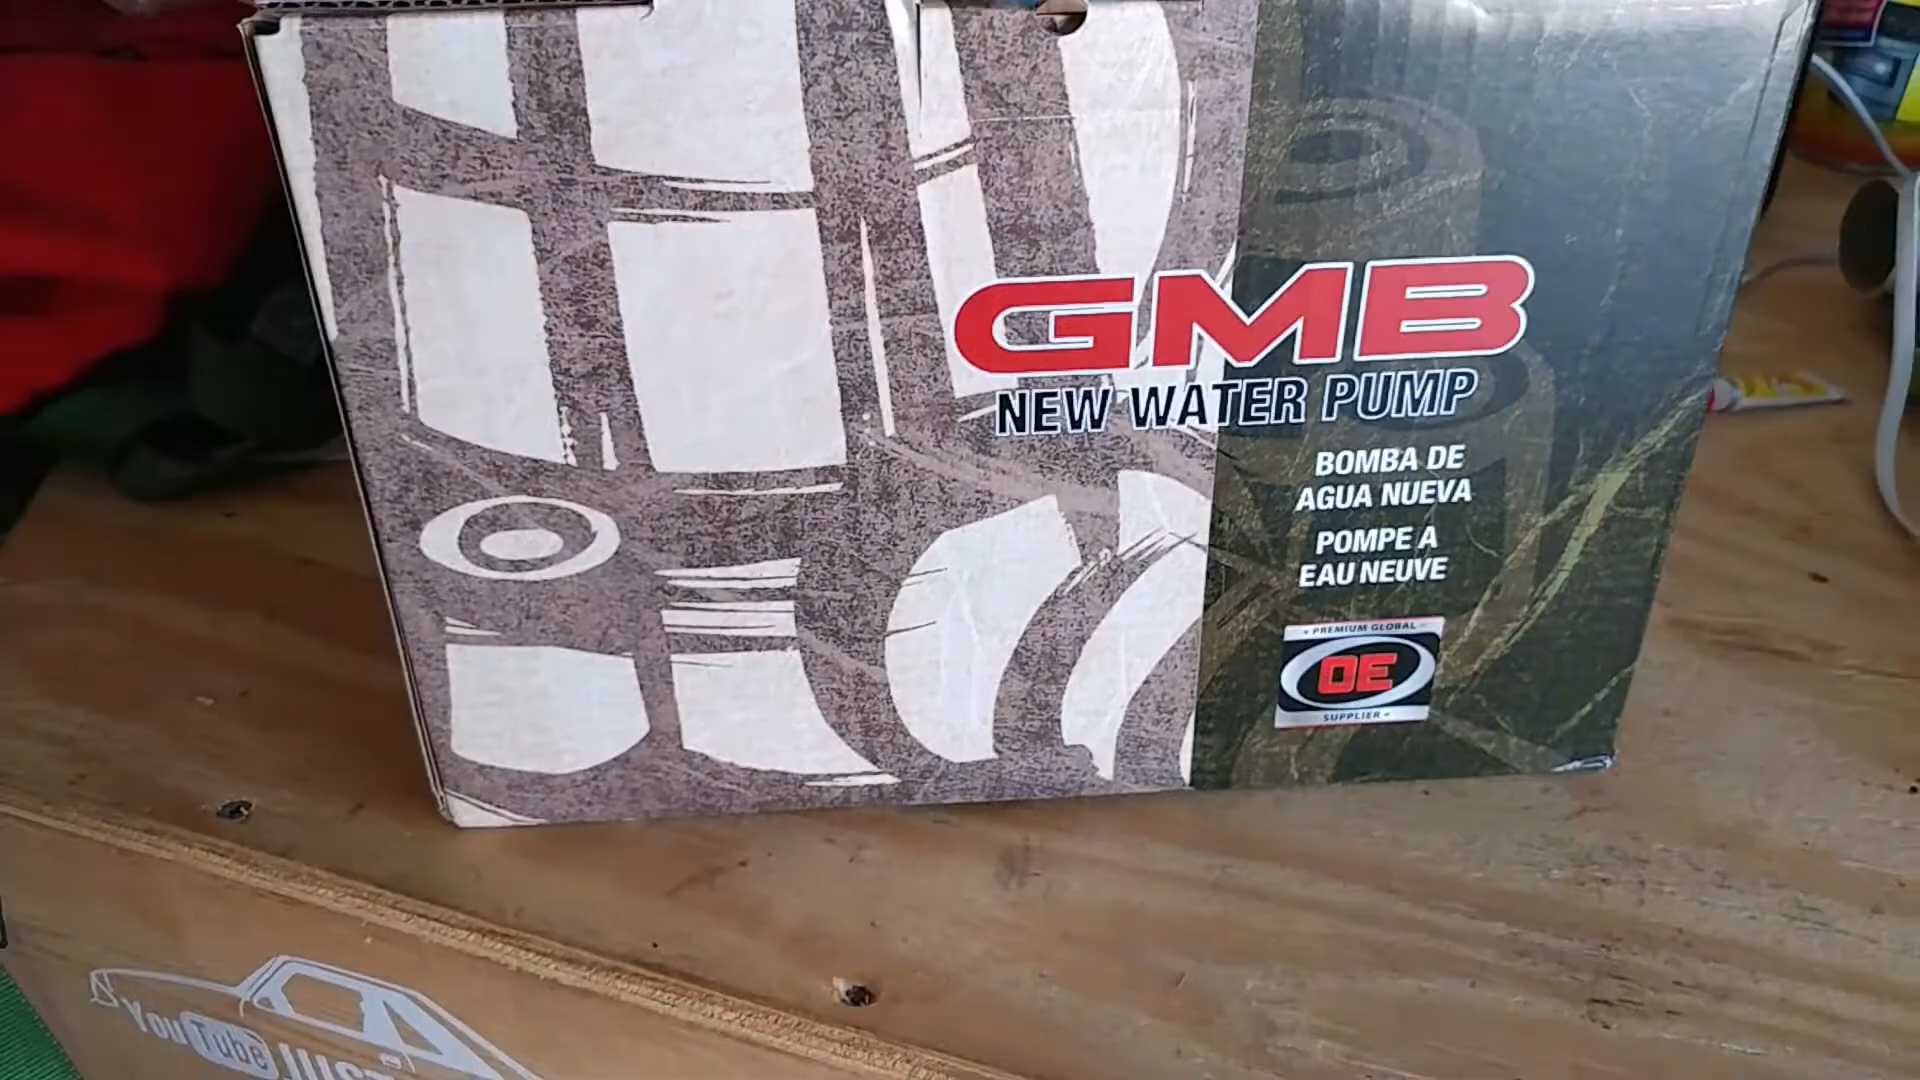 GMB
NEW WATER PUMP
BOMBA DE
AGUA NUEVA
POMPE A
EAU NEUVE
PREMIUM GLOBAL
OE
SUPPLIER
YouTube